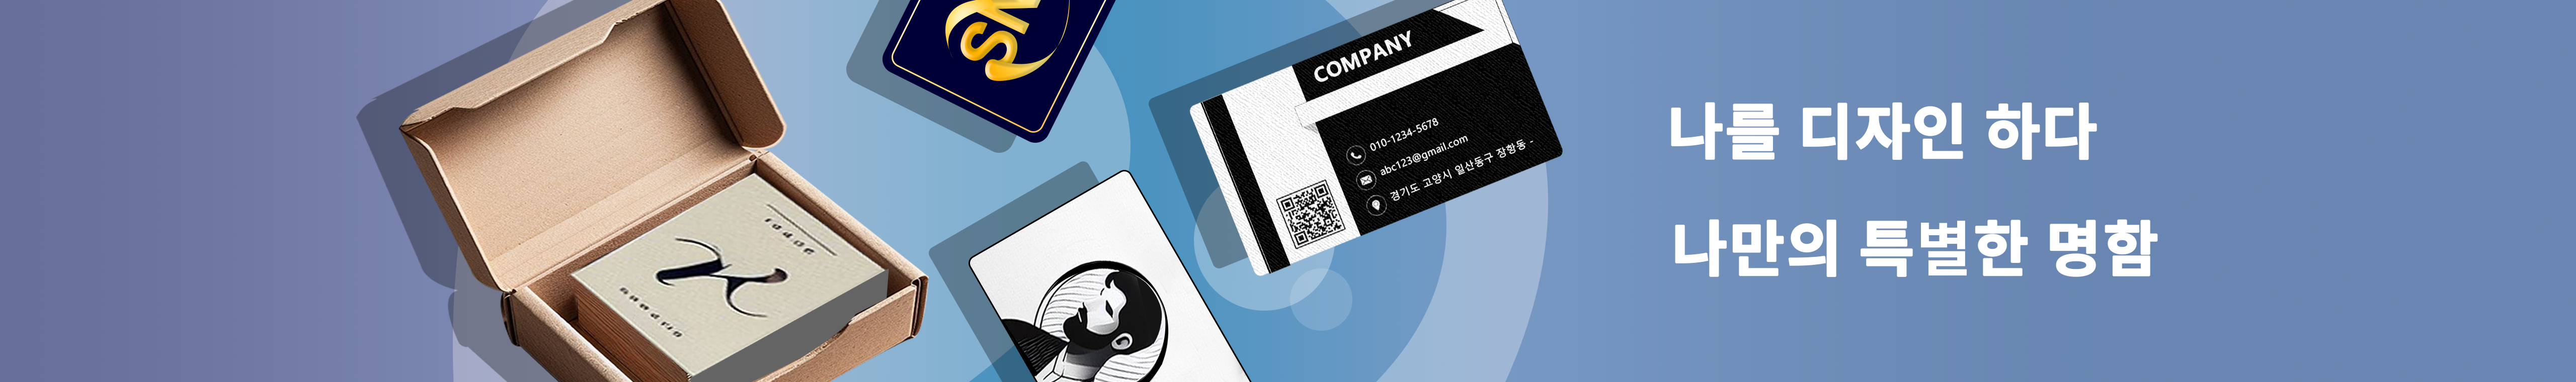 COMPANY
010-1234-5678
abc123@gmail.com
경기도 고양시 일산동구 장항동 -
나를 디자인 하다
나만의 특별한 명함